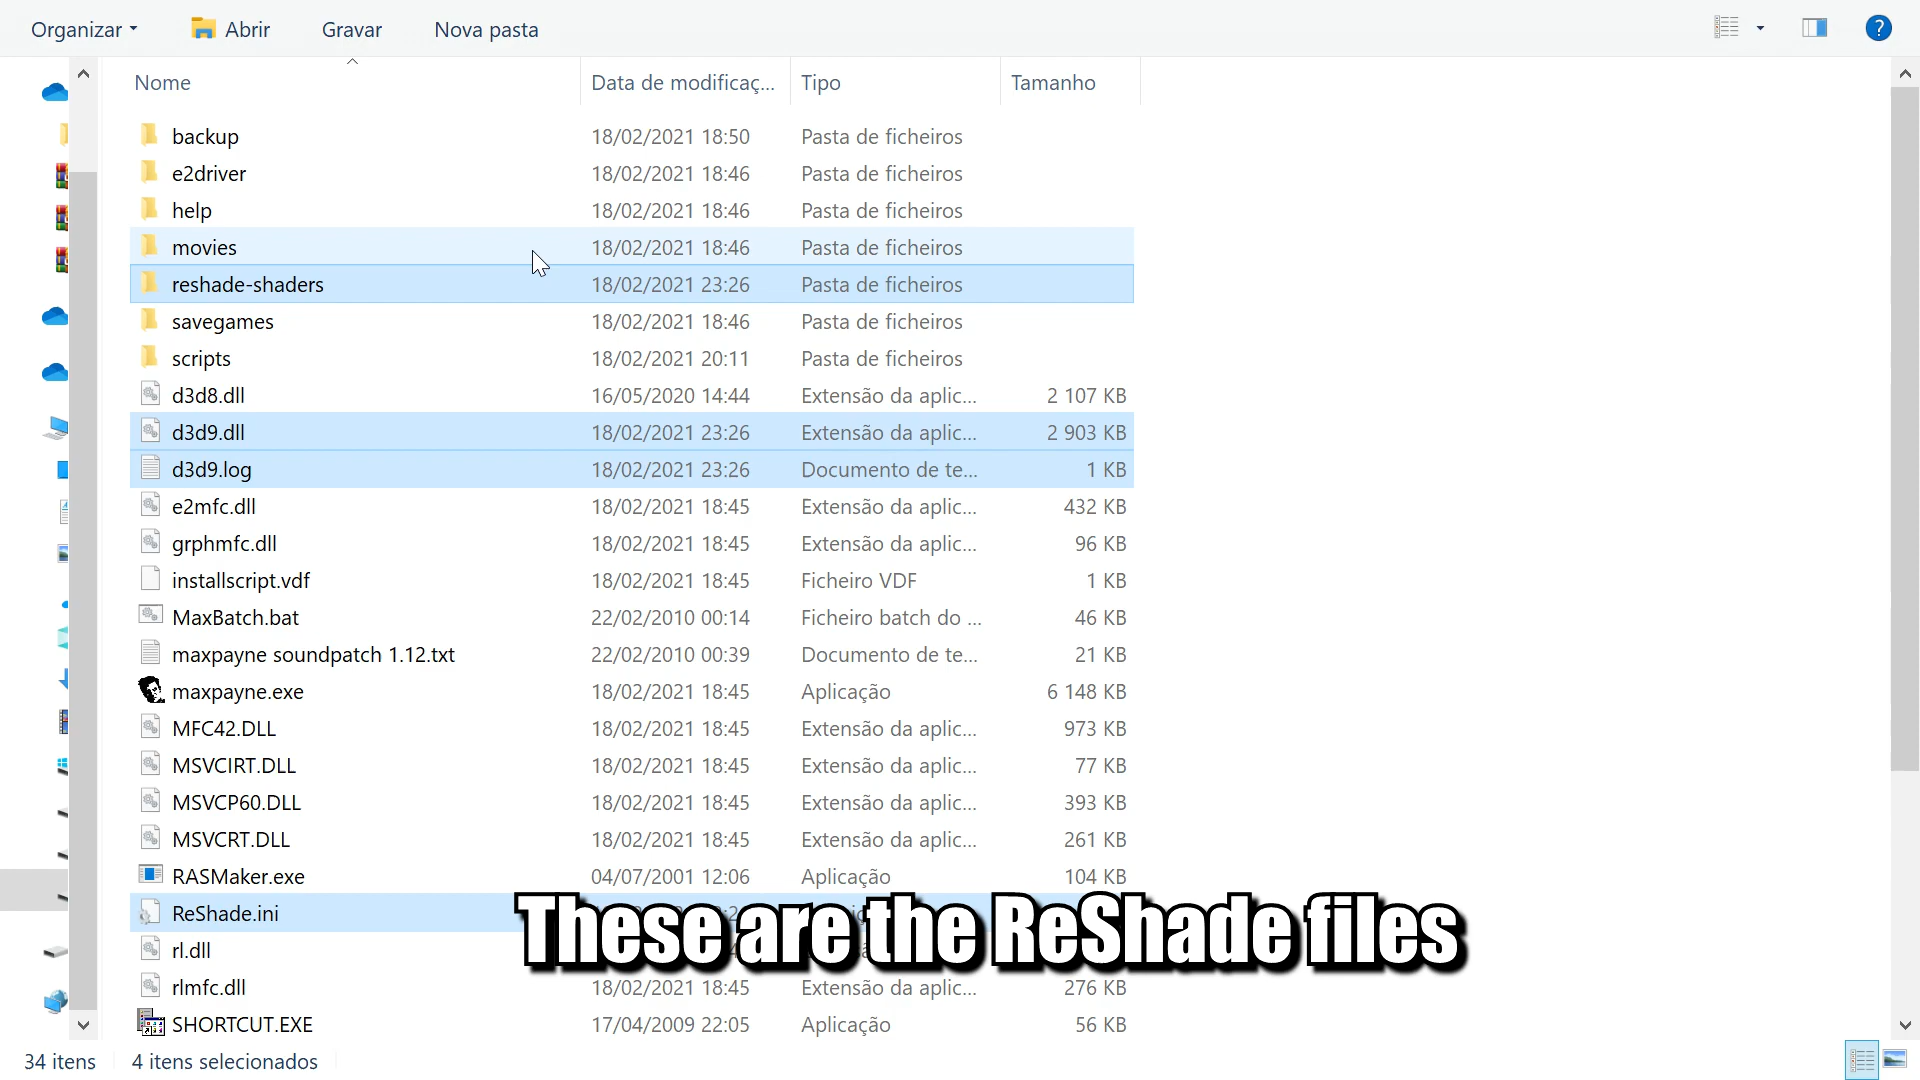 Organizar Abrir Gravar Nova pasta
Nome Data de modificaç... Tipo Tamanho
backup 18/02/2021 18:50 Pasta de ficheiros
e2driver 18/02/2021 18:46 Pasta de ficheiros
help 18/02/2021 18:46 Pasta de ficheiros
movies 18/02/2021 18:46 Pasta de ficheiros
reshade-shaders 18/02/2021 23:26 Pasta de ficheiros
savegames 18/02/2021 18:46 Pasta de ficheiros
scripts 18/02/2021 20:11 Pasta de ficheiros
d3d8.dll 16/05/2020 14:44 Extensão da aplic... 2 107 KB
d3d9.dll 18/02/2021 23:26 Extensão da aplic... 2 903 KB
d3d9.log 18/02/2021 23:26 Documento de te... 1 KB
e2mfc.dll 18/02/2021 18:45 Extensão da aplic... 432 KB
grphmfc.dll 18/02/2021 18:45 Extensão da aplic... 96 KB
installscript.vdf 18/02/2021 18:45 Ficheiro VDF 1 KB
MaxBatch.bat 22/02/2010 00:14 Ficheiro batch do ... 46 KB
maxpayne soundpatch 1.12.txt 22/02/2010 00:39 Documento de te... 21 KB
maxpayne.exe 18/02/2021 18:45 Aplicação 6 148 KB
MFC42.DLL 18/02/2021 18:45 Extensão da aplic... 973 KB
MSVCIRT.DLL 18/02/2021 18:45 Extensão da aplic... 77 KB
MSVCP60.DLL 18/02/2021 18:45 Extensão da aplic... 393 KB
MSVCRT.DLL 18/02/2021 18:45 Extensão da aplic... 261 KB
RASMaker.exe 04/07/2001 12:06 Aplicação 104 KB
ReShade.ini
These are the ReShade files
rl.dll
rlmfc.dll 18/02/2021 18:45 Extensão da aplic... 276 KB
SHORTCUT.EXE 17/04/2009 22:05 Aplicação 56 KB
34 itens 4 itens selecionados